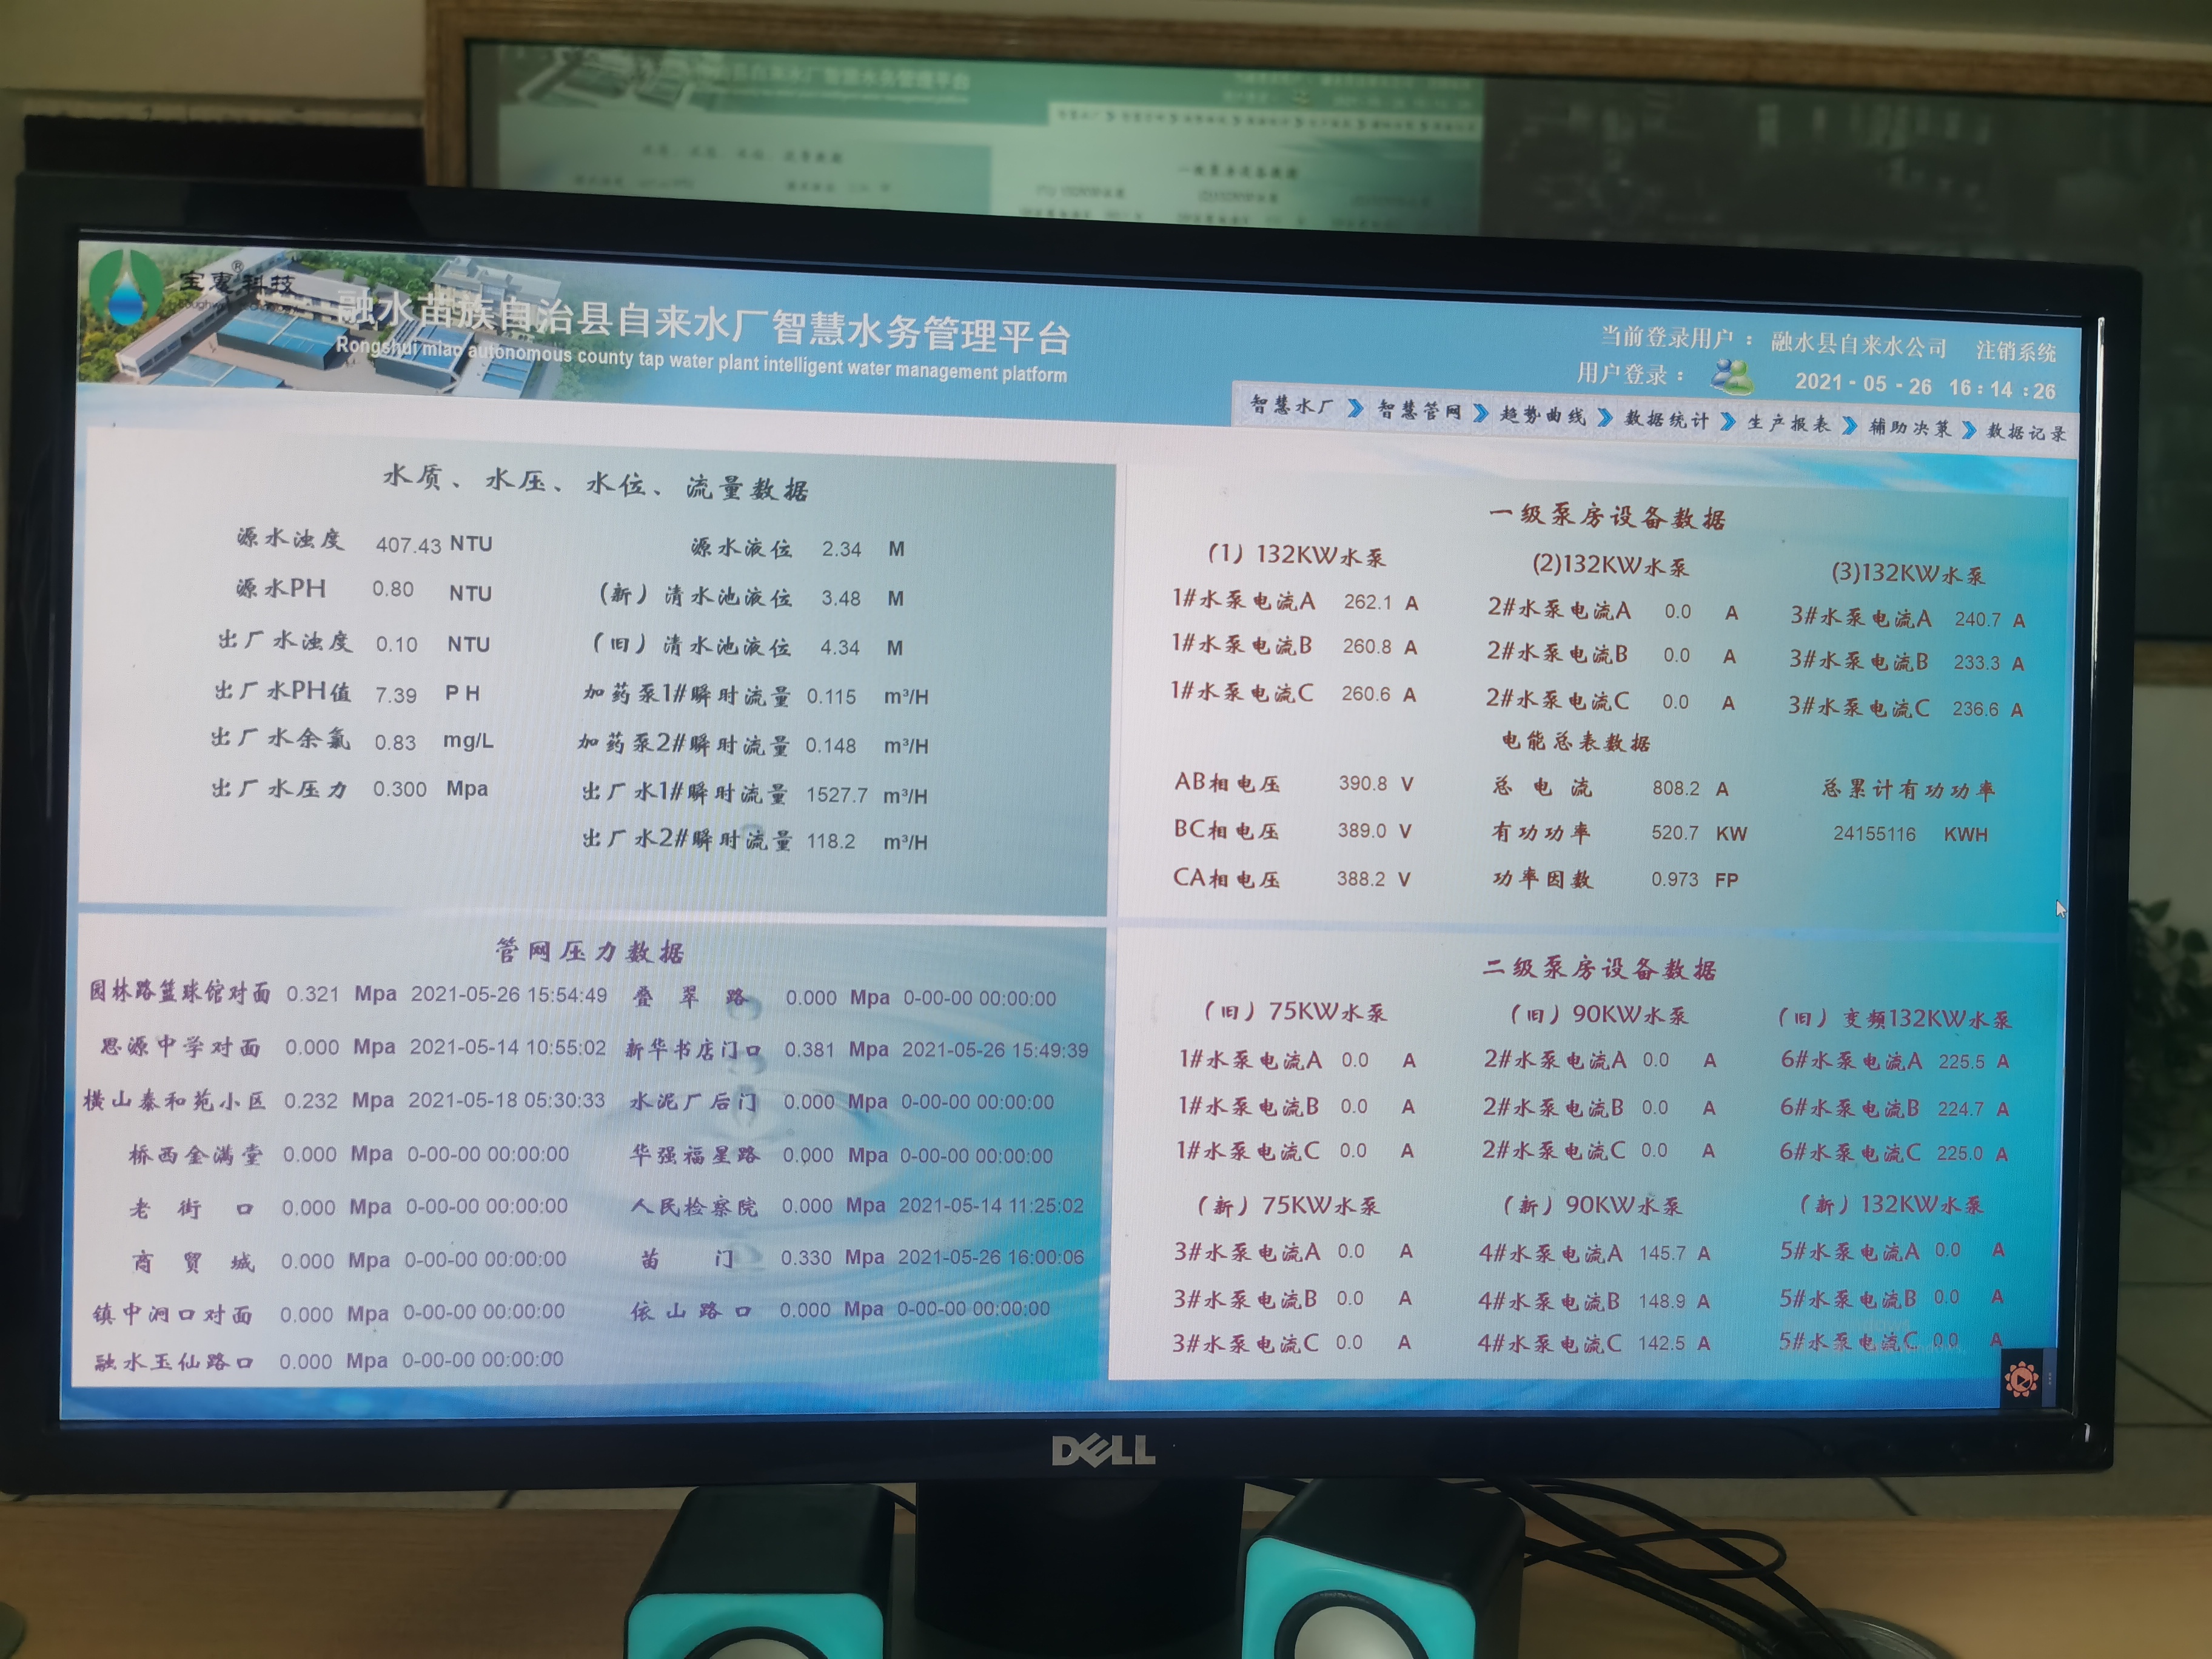 宝惠科技®
融水苗族自治县自来水厂智慧水务管理平台
Rongshui miao autonomous county tap water plant intelligent water management platform
当前登录用户： 融水县自来水公司 注销系统
用户登录： 2021-05-26 16:14:26
智慧水厂 智慧管网 趋势曲线 数据统计 生产报表 辅助决策 数据记录
水质、水压、水位、流量数据
源水浊度 407.43 NTU 源水液位 2.34 M
源水PH 0.80 NTU (新)清水池液位 3.48 M
出厂水浊度 0.10 NTU (旧)清水池液位 4.34 M
出厂水PH值 7.39 PH 加药泵1#瞬时流量 0.115 m³/H
出厂水余氯 0.83 mg/L 加药泵2#瞬时流量 0.148 m³/H
出厂水压力 0.300 Mpa 出厂水1#瞬时流量 1527.7 m³/H
出厂水2#瞬时流量 118.2 m³/H
一级泵房设备数据
(1)132KW水泵 (2)132KW水泵 (3)132KW水泵
1#水泵电流A 262.1 A 2#水泵电流A 0.0 A 3#水泵电流A 240.7 A
1#水泵电流B 260.8 A 2#水泵电流B 0.0 A 3#水泵电流B 233.3 A
1#水泵电流C 260.6 A 2#水泵电流C 0.0 A 3#水泵电流C 236.6 A
电能总表数据
AB相电压 390.8 V 总电流 808.2 A 总累计有功功率
BC相电压 389.0 V 有功功率 520.7 KW 24155116 KWH
CA相电压 388.2 V 功率因数 0.973 FP
管网压力数据
园林路篮球馆对面 0.321 Mpa 2021-05-26 15:54:49 叠翠路 0.000 Mpa 0-00-00 00:00:00
思源中学对面 0.000 Mpa 2021-05-14 10:55:02 新华书店门口 0.381 Mpa 2021-05-26 15:49:39
横山泰和苑小区 0.232 Mpa 2021-05-18 05:30:33 水泥厂后门 0.000 Mpa 0-00-00 00:00:00
桥西金满堂 0.000 Mpa 0-00-00 00:00:00 华强福星路 0.000 Mpa 0-00-00 00:00:00
老街口 0.000 Mpa 0-00-00 00:00:00 人民检察院 0.000 Mpa 2021-05-14 11:25:02
商贸城 0.000 Mpa 0-00-00 00:00:00 苗门 0.330 Mpa 2021-05-26 16:00:06
镇中涧口对面 0.000 Mpa 0-00-00 00:00:00 依山路口 0.000 Mpa 0-00-00 00:00:00
融水玉仙路口 0.000 Mpa 0-00-00 00:00:00
二级泵房设备数据
(旧)75KW水泵 (旧)90KW水泵 (旧)变频132KW水泵
1#水泵电流A 0.0 A 2#水泵电流A 0.0 A 6#水泵电流A 225.5 A
1#水泵电流B 0.0 A 2#水泵电流B 0.0 A 6#水泵电流B 224.7 A
1#水泵电流C 0.0 A 2#水泵电流C 0.0 A 6#水泵电流C 225.0 A
(新)75KW水泵 (新)90KW水泵 (新)132KW水泵
3#水泵电流A 0.0 A 4#水泵电流A 145.7 A 5#水泵电流A 0.0 A
3#水泵电流B 0.0 A 4#水泵电流B 148.9 A 5#水泵电流B 0.0 A
3#水泵电流C 0.0 A 4#水泵电流C 142.5 A 5#水泵电流C 0.0 A
DELL